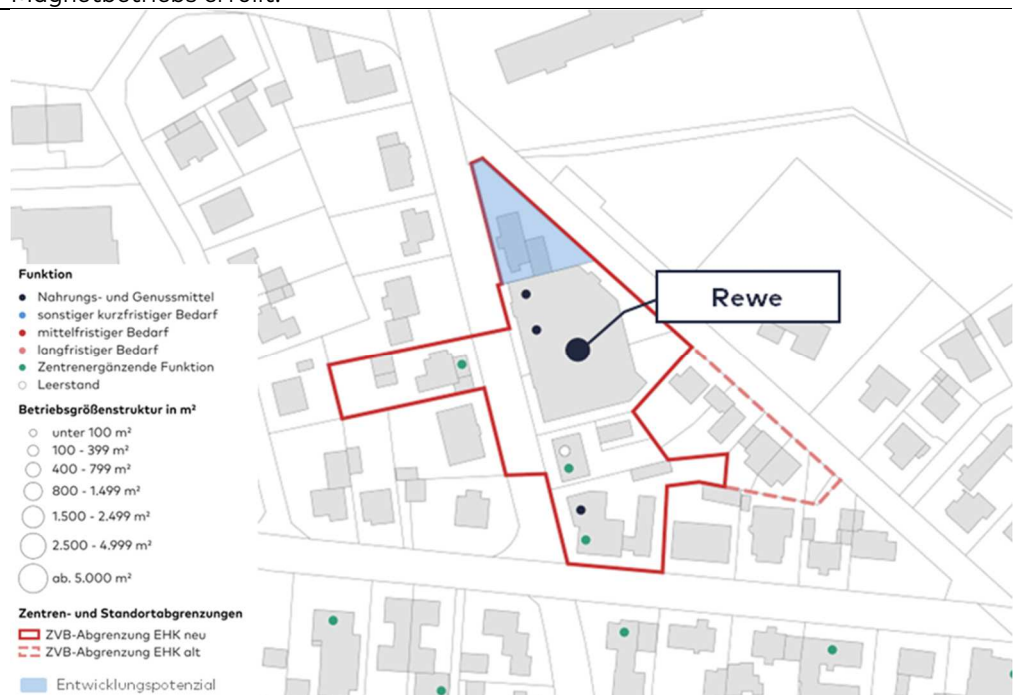 Magnetbetriebs erfüllt.
Rewe
Funktion
Nahrungs- und Genussmittel
sonstiger kurzfristiger Bedarf
mittelfristiger Bedarf
langfristiger Bedarf
Zentrenergänzende Funktion
Leerstand
Betriebsgrößenstruktur in m²
unter 100 m²
100 - 399 m²
400 - 799 m²
800 - 1.499 m²
1.500 - 2.499 m²
2.500 - 4.999 m²
ab. 5.000 m²
Zentren- und Standortabgrenzungen
ZVB-Abgrenzung EHK neu
ZVB-Abgrenzung EHK alt
Entwicklungspotenzial